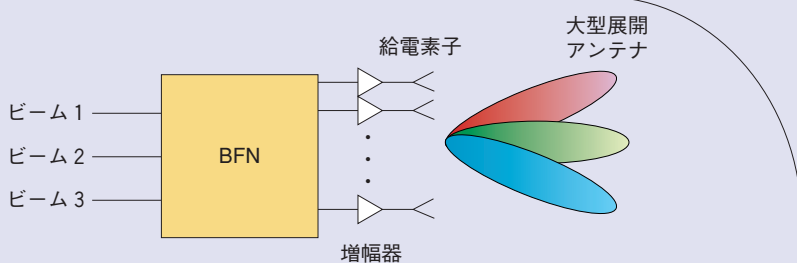 給電素子
大型展開
アンテナ
ビーム1
ビーム2
ビーム3
BFN
増幅器